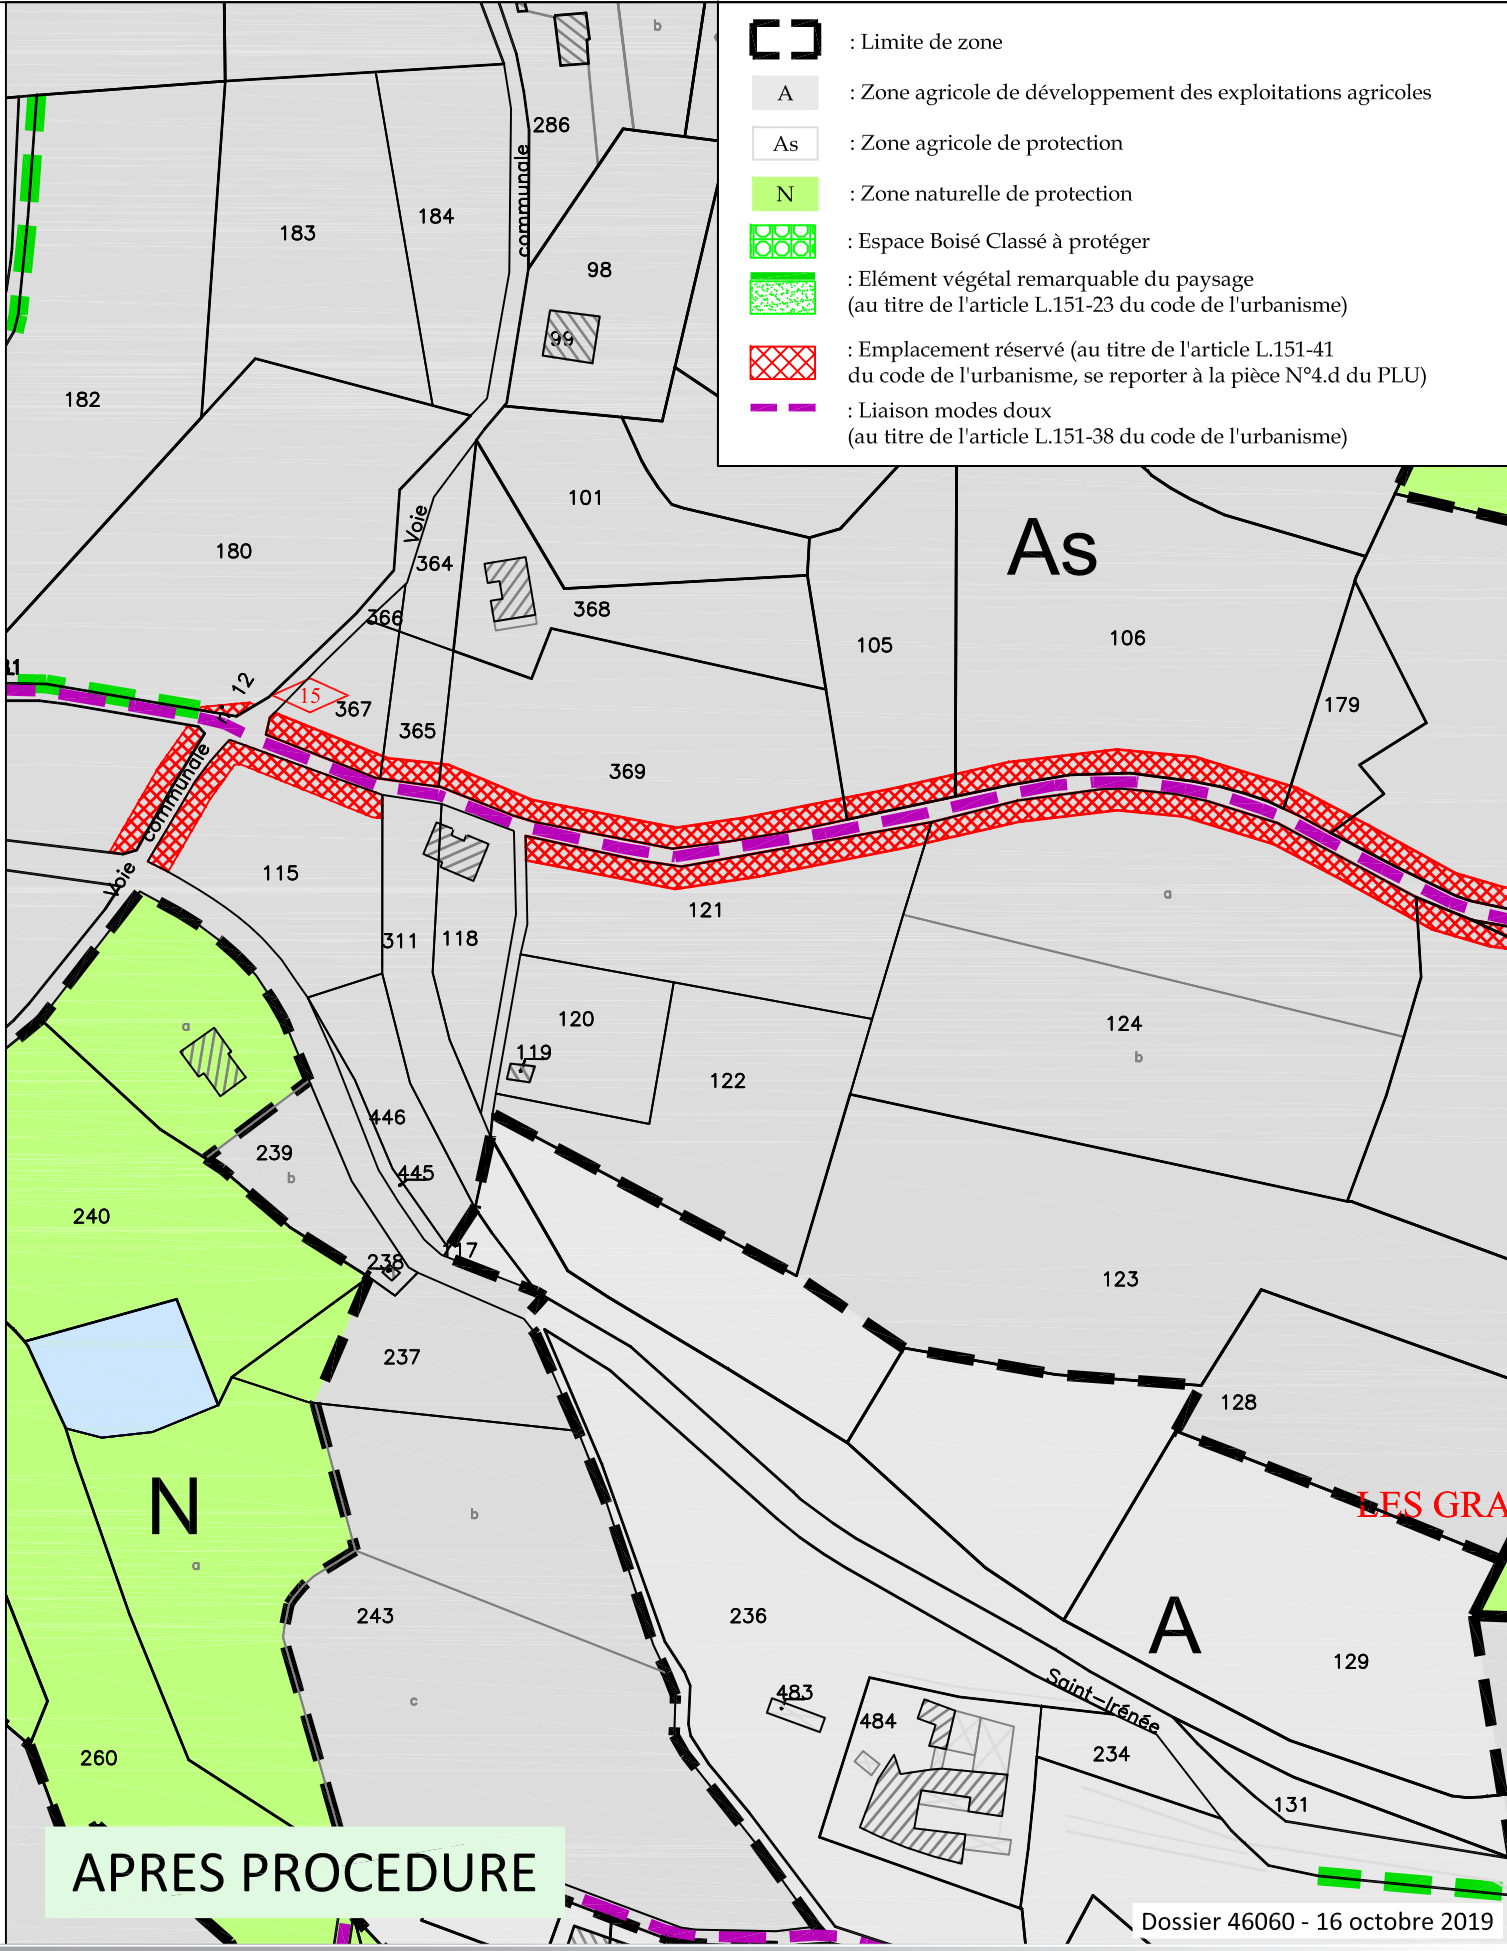 : Limite de zone
A : Zone agricole de développement des exploitations agricoles
As : Zone agricole de protection
N : Zone naturelle de protection
: Espace Boisé Classé à protéger
: Elément végétal remarquable du paysage
(au titre de l'article L.151-23 du code de l'urbanisme)
: Emplacement réservé (au titre de l'article L.151-41
du code de l'urbanisme, se reporter à la pièce N°4.d du PLU)
: Liaison modes doux
(au titre de l'article L.151-38 du code de l'urbanisme)
b
286
communale
184
183
98
99
182
101
Voie
As
180
364
366
368
105
106
12
15
367
365
179
369
communale
Voie
115
a
121
311
118
a
120
124
119
b
122
446
239
445
b
240
238
123
237
128
N
b
LES GRA
a
243
236
A
129
Saint-Irénée
483
c
484
234
260
131
APRES PROCEDURE
Dossier 46060 - 16 octobre 2019